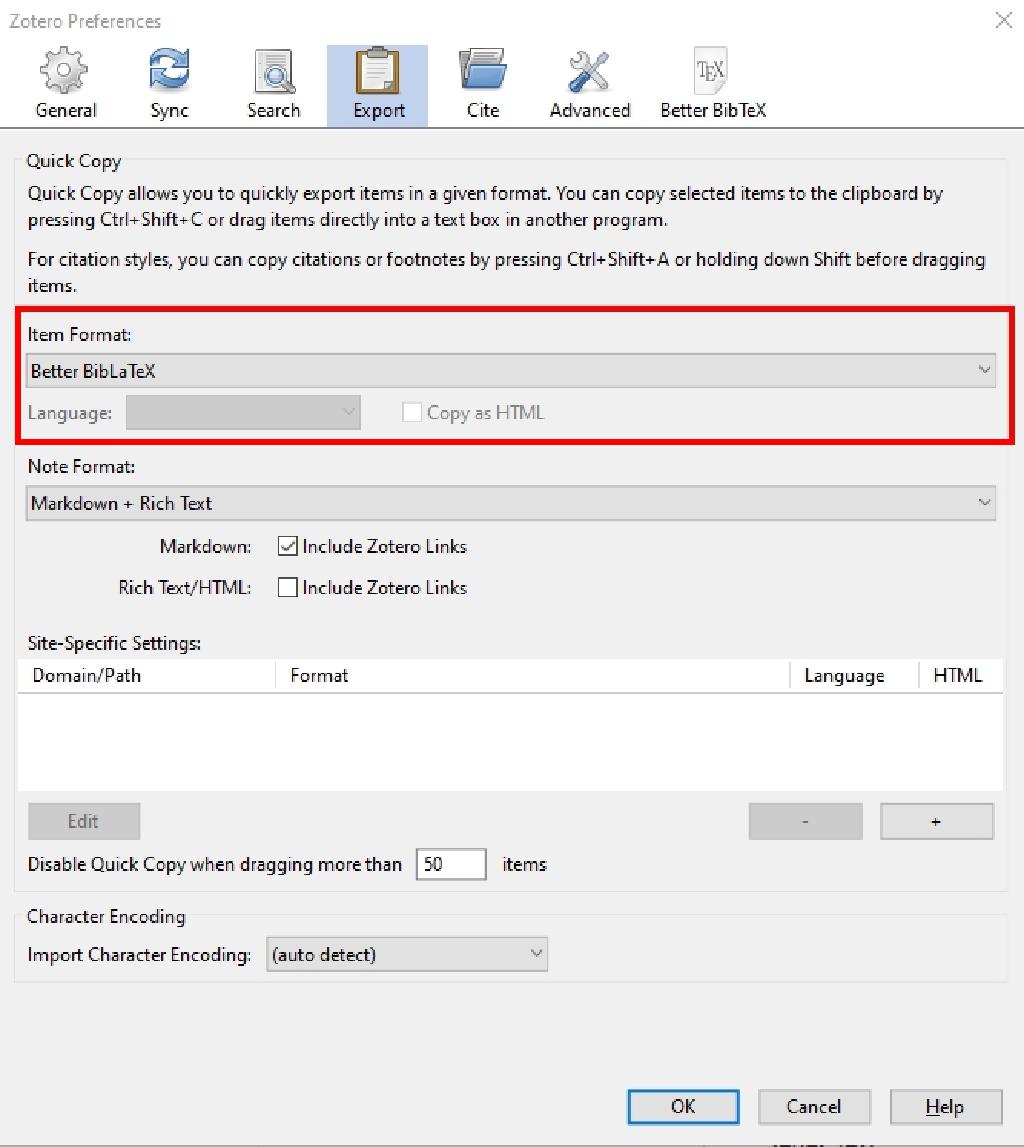 Zotero Preferences
General Sync Search Export Cite Advanced TEX Better BibTeX
Quick Copy
Quick Copy allows you to quickly export items in a given format. You can copy selected items to the clipboard by
pressing Ctrl+Shift+C or drag items directly into a text box in another program.
For citation styles, you can copy citations or footnotes by pressing Ctrl+Shift+A or holding down Shift before dragging
items.
Item Format:
Better BibLaTeX
Language: Copy as HTML
Note Format:
Markdown + Rich Text
Markdown: Include Zotero Links
Rich Text/HTML: Include Zotero Links
Site-Specific Settings:
Domain/Path Format Language HTML
Edit - +
Disable Quick Copy when dragging more than 50 items
Character Encoding
Import Character Encoding: (auto detect)
OK Cancel Help